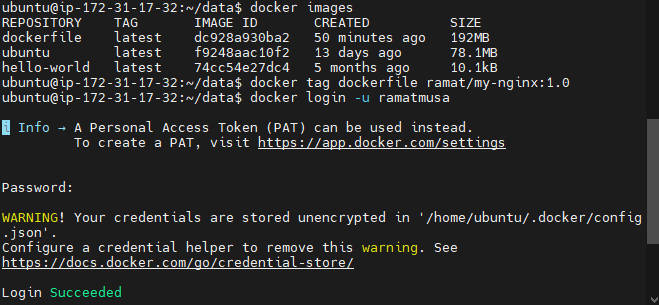 ubuntu@ip-172-31-17-32:~/data$ docker images
REPOSITORY    TAG       IMAGE ID       CREATED          SIZE
dockerfile    latest    dc928a930ba2   50 minutes ago   192MB
ubuntu        latest    f9248aac10f2   13 days ago      78.1MB
hello-world   latest    74cc54e27dc4   5 months ago     10.1kB
ubuntu@ip-172-31-17-32:~/data$ docker tag dockerfile ramat/my-nginx:1.0
ubuntu@ip-172-31-17-32:~/data$ docker login -u ramatmusa
i Info → A Personal Access Token (PAT) can be used instead.
To create a PAT, visit https://app.docker.com/settings
Password:
WARNING! Your credentials are stored unencrypted in '/home/ubuntu/.docker/config
.json'.
Configure a credential helper to remove this warning. See
https://docs.docker.com/go/credential-store/
Login Succeeded